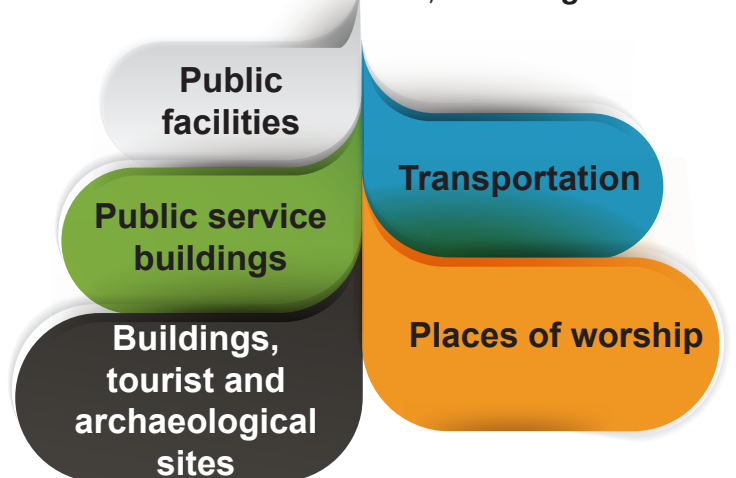 Public
facilities
Transportation
Public service
buildings
Places of worship
Buildings,
tourist and
archaeological
sites